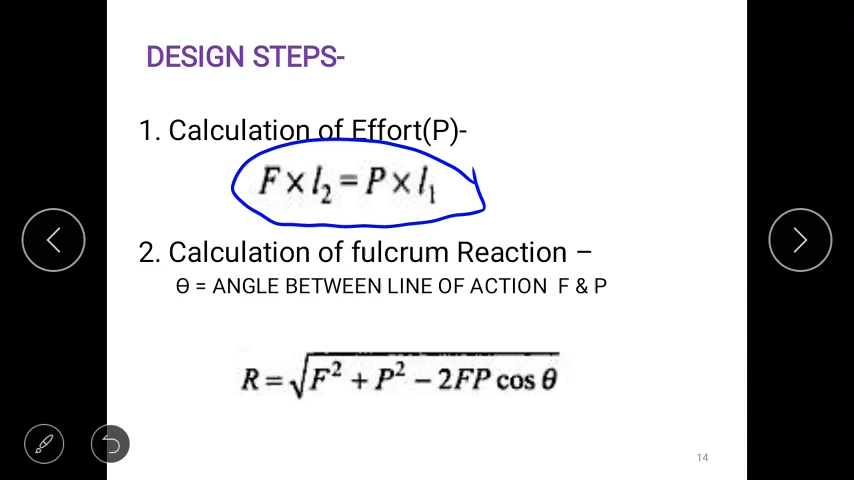 DESIGN STEPS-
1. Calculation of Effort(P)-
F × l₂ = P × l₁
2. Calculation of fulcrum Reaction –
Ɵ = ANGLE BETWEEN LINE OF ACTION F & P
R = √F² + P² − 2FP cos θ
14